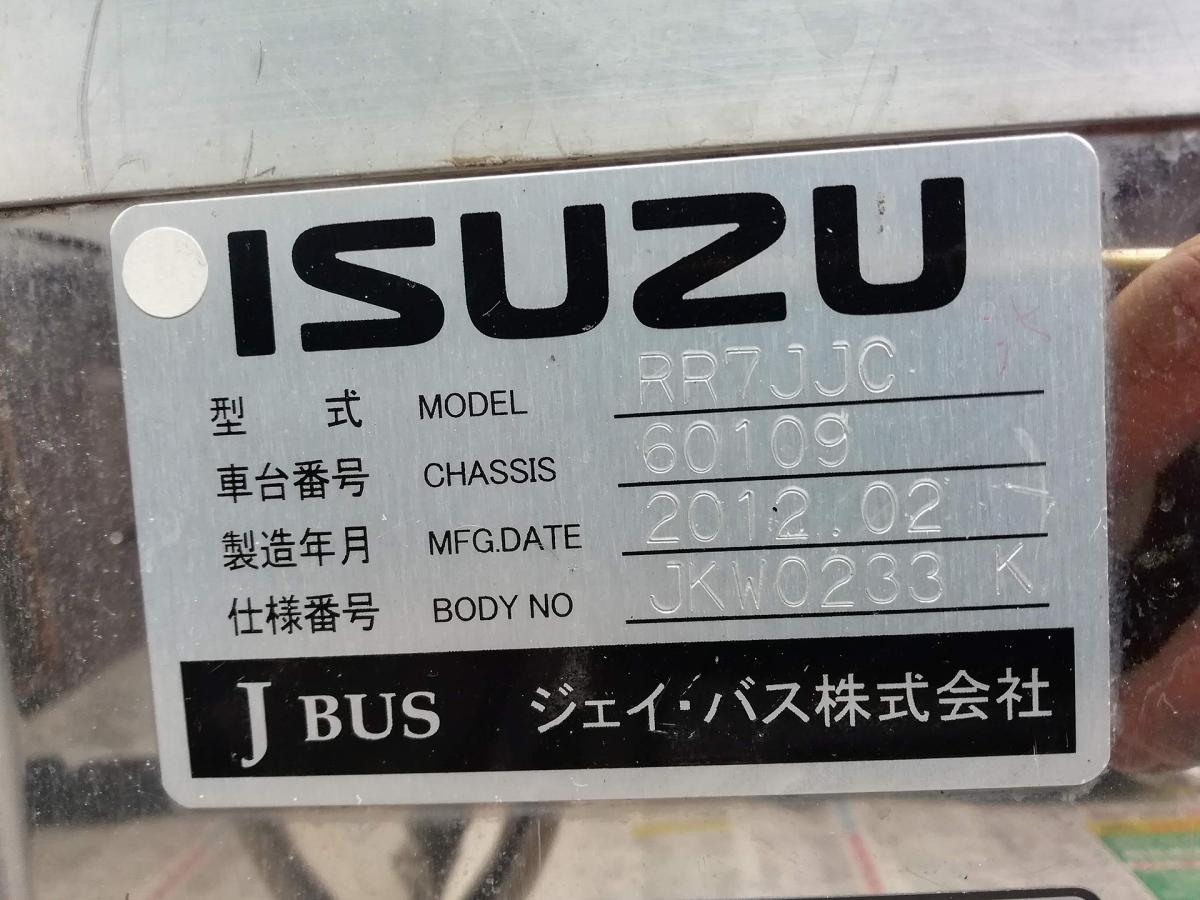 ISUZU
型 式 MODEL RR7JJC
車台番号 CHASSIS 60109
製造年月 MFG.DATE 2012.02
仕様番号 BODY NO JKW0233 K
J BUS ジェイ・バス株式会社